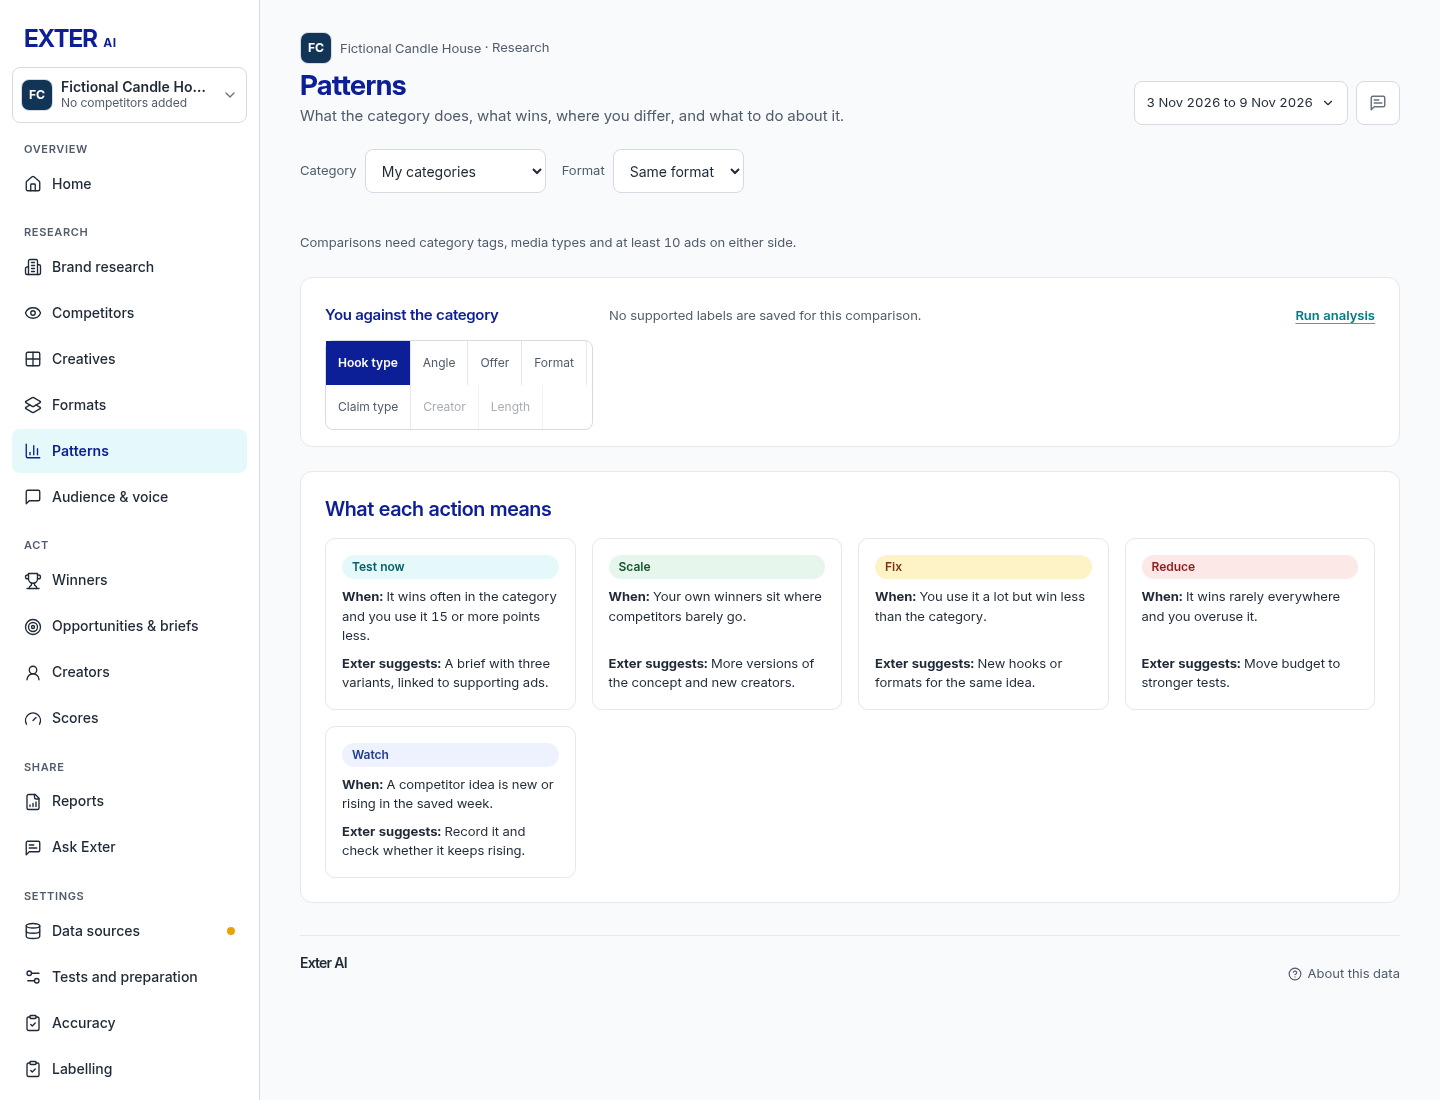 EXTER AI
FC
Fictional Candle Ho...
No competitors added
OVERVIEW
Home
RESEARCH
Brand research
Competitors
Creatives
Formats
Patterns
Audience & voice
ACT
Winners
Opportunities & briefs
Creators
Scores
SHARE
Reports
Ask Exter
SETTINGS
Data sources
Tests and preparation
Accuracy
Labelling
FC
Fictional Candle House · Research
Patterns
What the category does, what wins, where you differ, and what to do about it.
3 Nov 2026 to 9 Nov 2026
Category
My categories
Format
Same format
Comparisons need category tags, media types and at least 10 ads on either side.
You against the category
No supported labels are saved for this comparison.
Run analysis
Hook type
Angle
Offer
Format
Claim type
Creator
Length
What each action means
Test now
When: It wins often in the category
and you use it 15 or more points
less.
Exter suggests: A brief with three
variants, linked to supporting ads.
Scale
When: Your own winners sit where
competitors barely go.
Exter suggests: More versions of
the concept and new creators.
Fix
When: You use it a lot but win less
than the category.
Exter suggests: New hooks or
formats for the same idea.
Reduce
When: It wins rarely everywhere
and you overuse it.
Exter suggests: Move budget to
stronger tests.
Watch
When: A competitor idea is new or
rising in the saved week.
Exter suggests: Record it and
check whether it keeps rising.
Exter AI
About this data